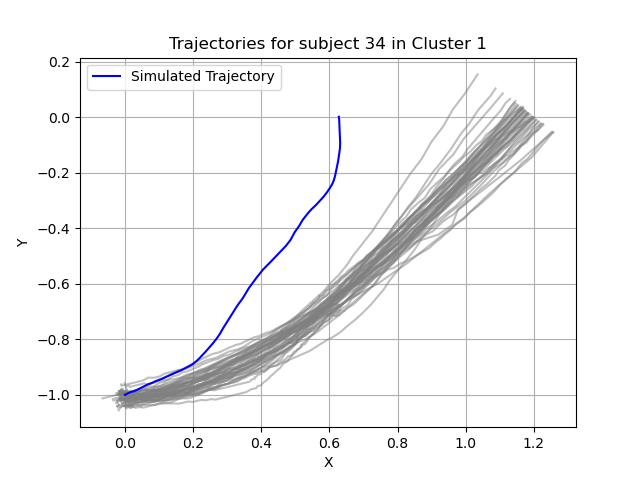 Trajectories for subject 34 in Cluster 1
Simulated Trajectory
0.2
0.0
−0.2
−0.4
−0.6
−0.8
−1.0
Y
0.0 0.2 0.4 0.6 0.8 1.0 1.2
X